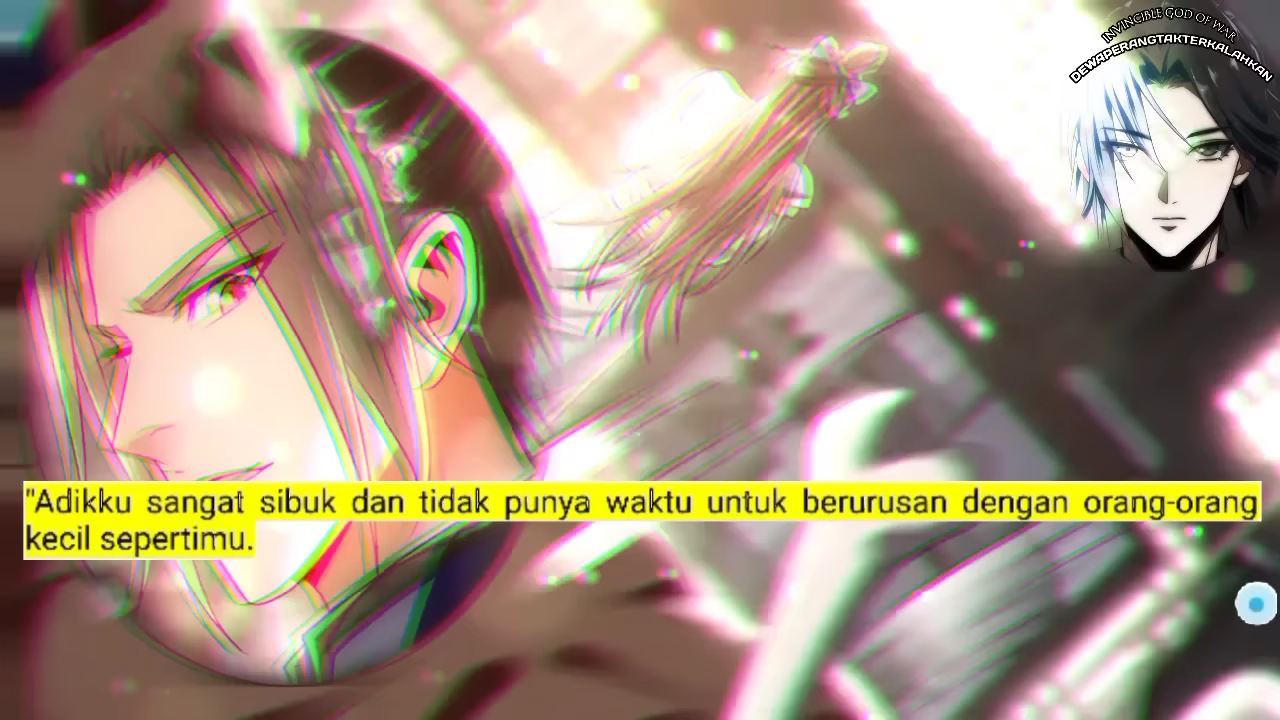 INVINCIBLE GOD OF WAR
DEWAPERANGTAKTERKALAHKAN
"Adikku sangat sibuk dan tidak punya waktu untuk berurusan dengan orang-orang
kecil sepertimu.